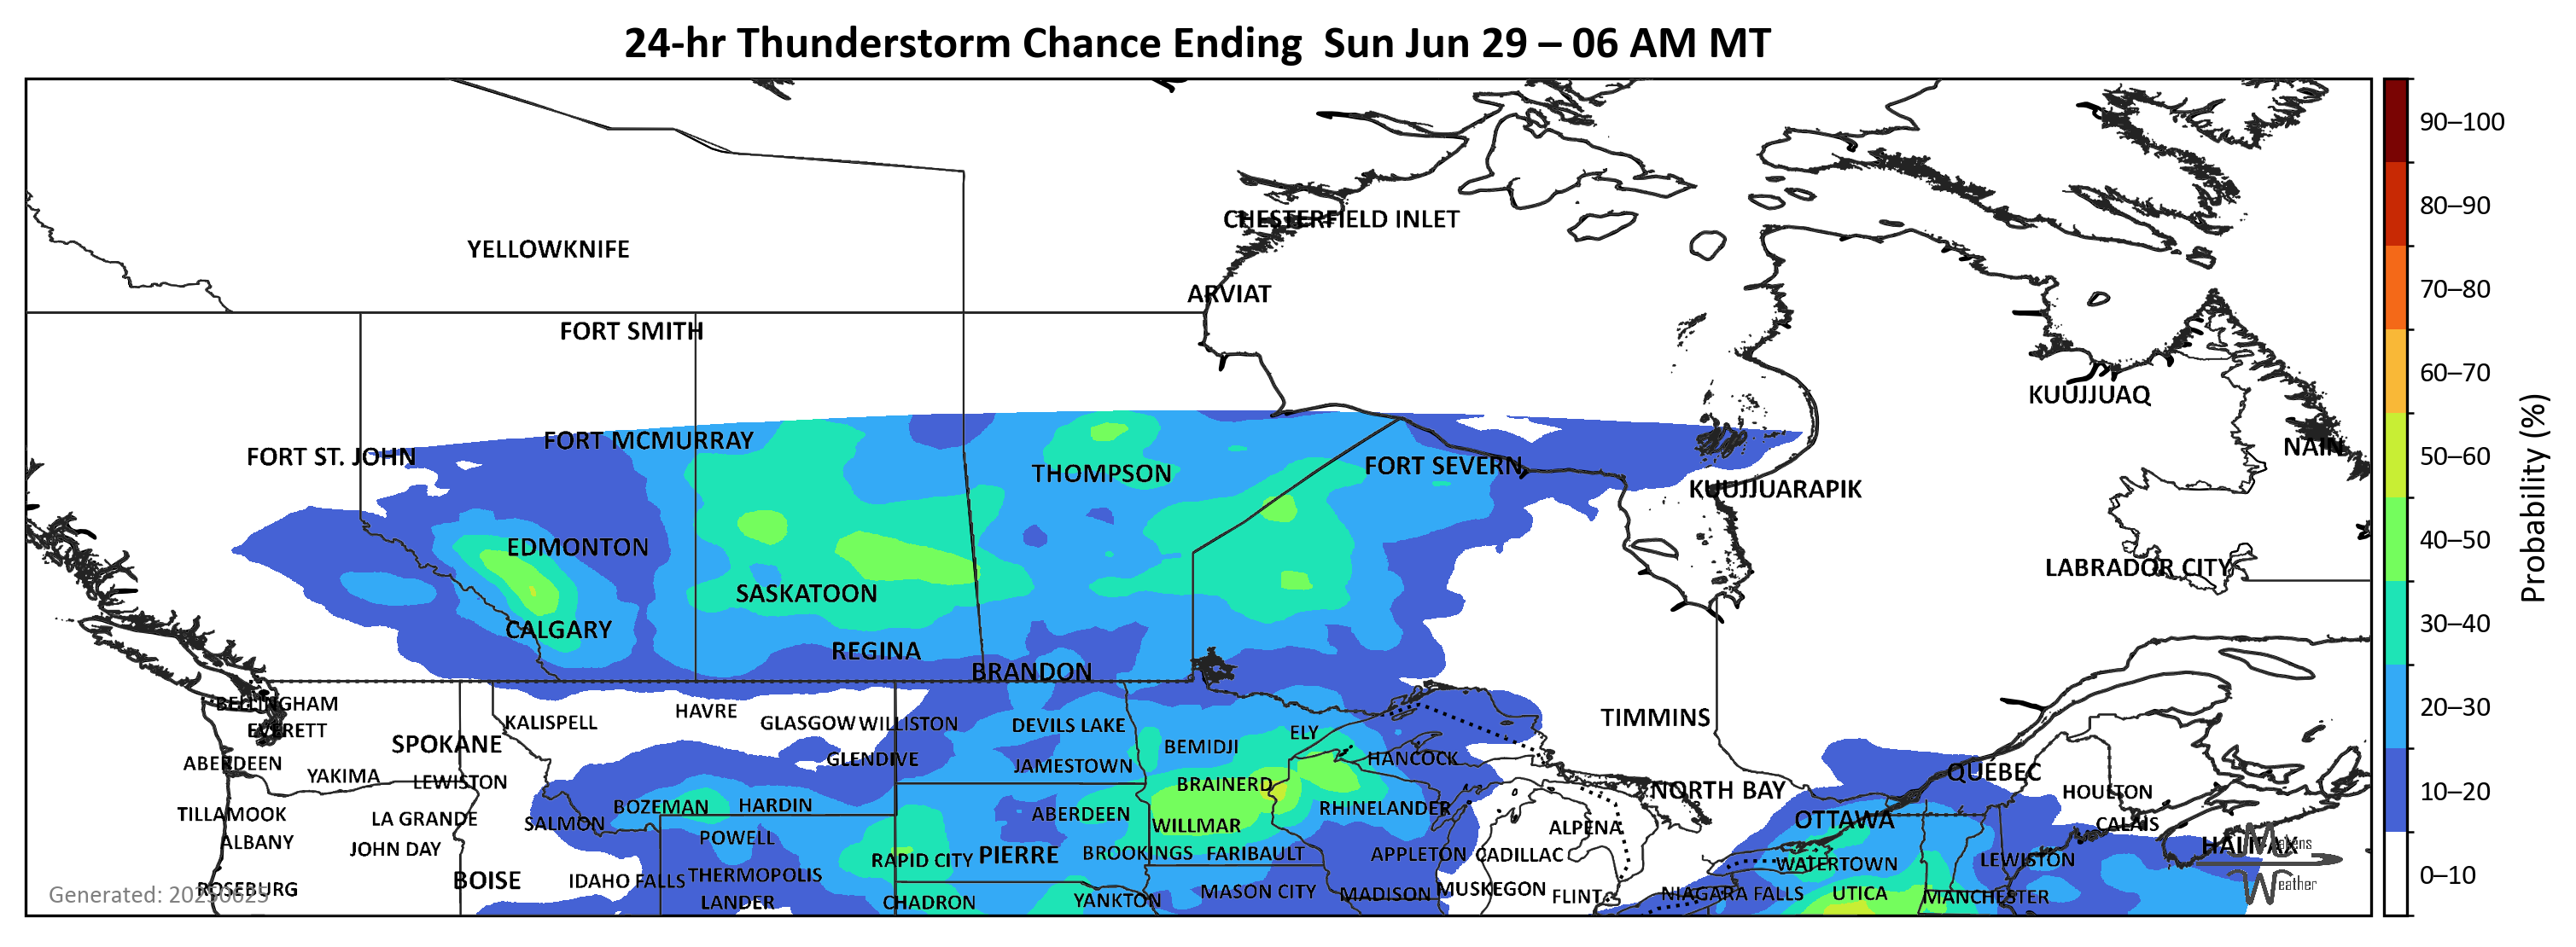 24-hr Thunderstorm Chance Ending  Sun Jun 29 – 06 AM MT
90–100
80–90
70–80
60–70
50–60
40–50
30–40
20–30
10–20
0–10
Probability (%)
CHESTERFIELD INLET
YELLOWKNIFE
ARVIAT
FORT SMITH
KUUJJUAQ
FORT MCMURRAY
NAIN
FORT ST. JOHN
FORT SEVERN
THOMPSON
KUUJJUARAPIK
EDMONTON
LABRADOR CITY
SASKATOON
CALGARY
REGINA
BRANDON
BELLINGHAM
HAVRE
TIMMINS
KALISPELL
GLASGOW
WILLISTON
DEVILS LAKE
EVERETT
ELY
SPOKANE
BEMIDJI
GLENDIVE
HANCOCK
ABERDEEN
JAMESTOWN
QUÉBEC
YAKIMA
LEWISTON
BRAINERD
NORTH BAY
HOULTON
BOZEMAN
HARDIN
RHINELANDER
TILLAMOOK
LA GRANDE
ABERDEEN
OTTAWA
SALMON
WILLMAR
ALPENA
CALAIS
ALBANY
POWELL
HALIFAX
JOHN DAY
BROOKINGS
FARIBAULT
APPLETON
CADILLAC
RAPID CITY
PIERRE
LEWISTON
WATERTOWN
BOISE
IDAHO FALLS
THERMOPOLIS
ROSEBURG
MASON CITY
MADISON
MUSKEGON
FLINT
NIAGARA FALLS
UTICA
MANCHESTER
LANDER
CHADRON
YANKTON
Generated: 20250625
Weather